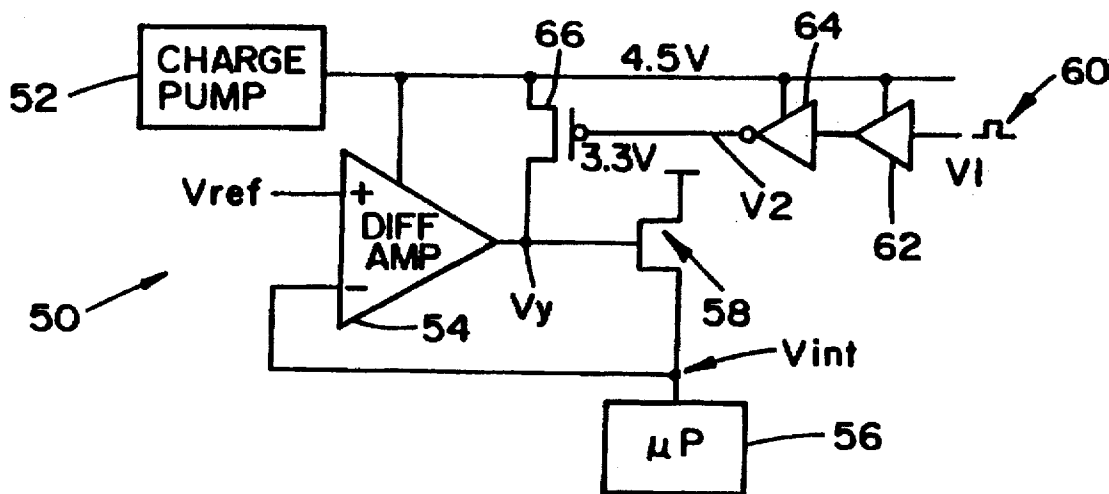 66
64
CHARGE
PUMP
4.5V
60
52
3.3V
V1
Vref
+
DIFF
AMP
V2
62
-
50
54
Vy
58
Vint
μP
56